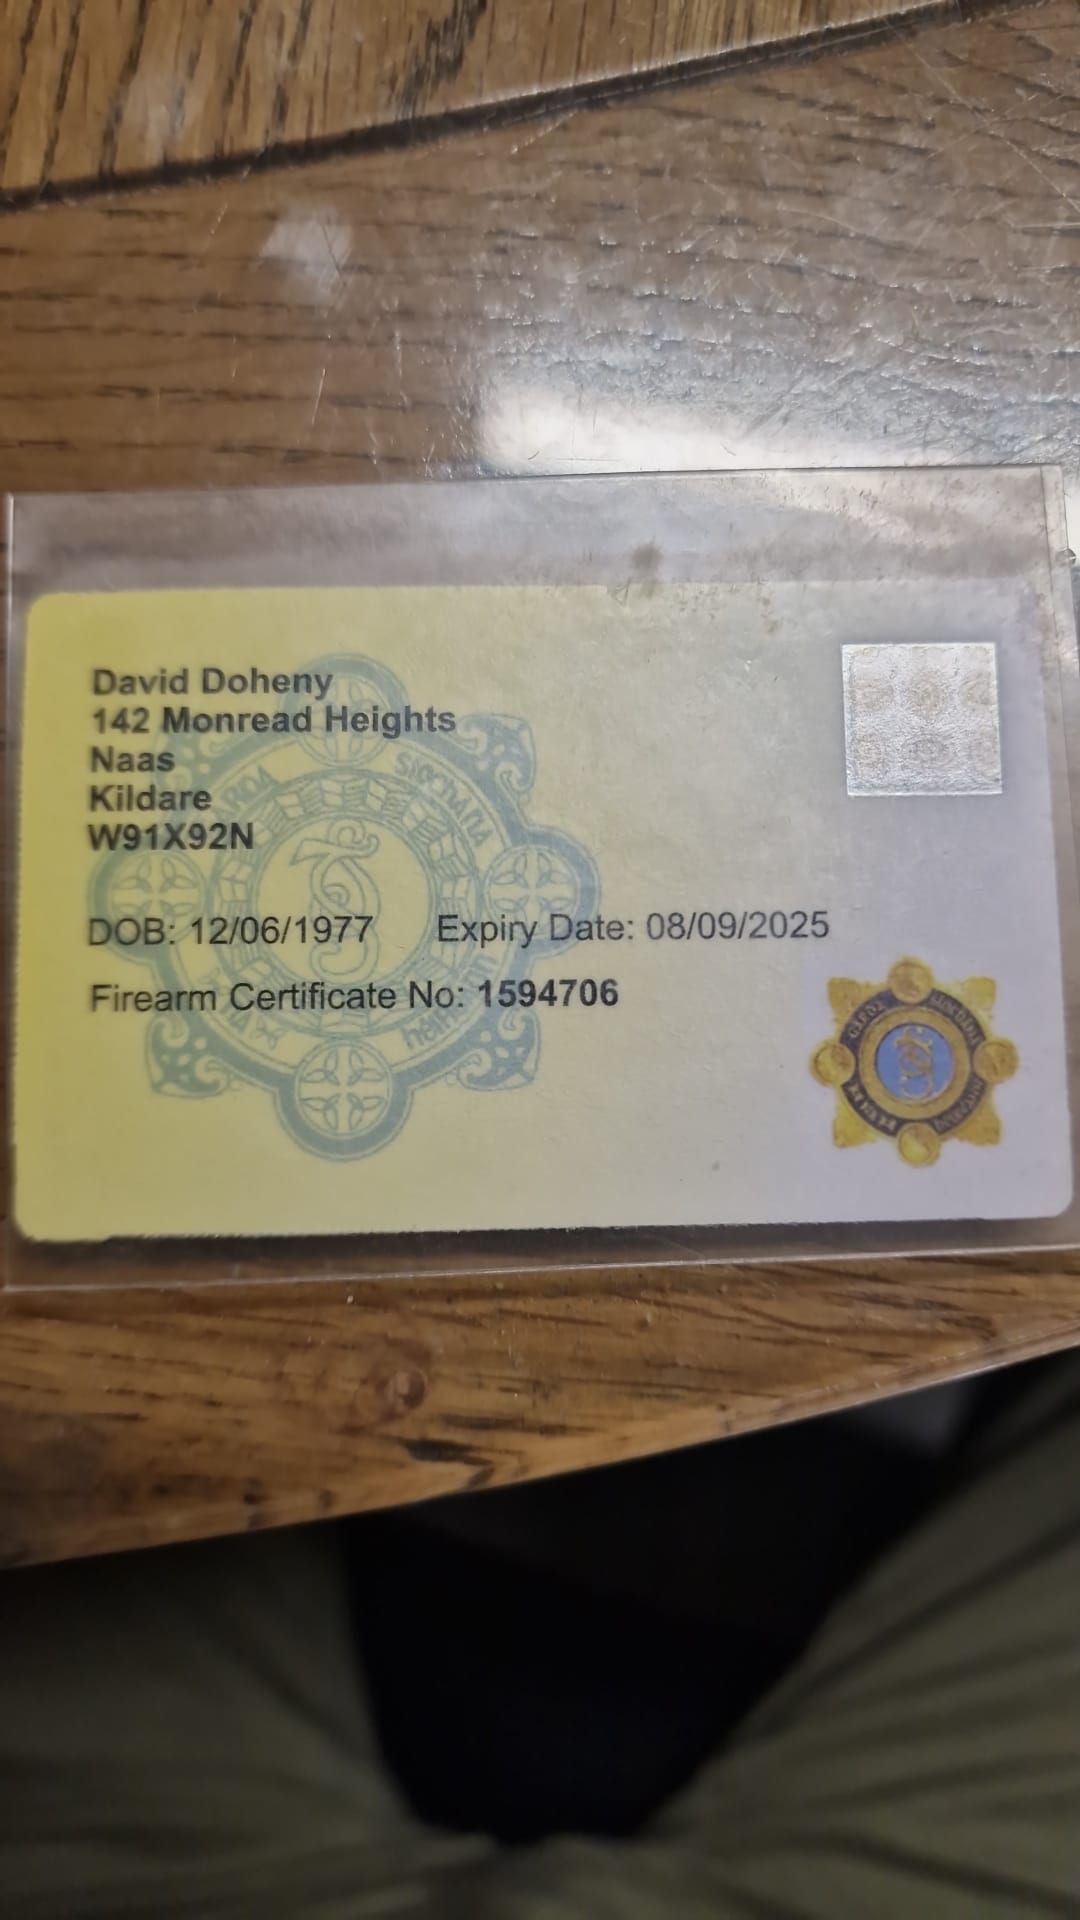 David Doheny
142 Monread Heights
Naas
Kildare
W91X92N
DOB: 12/06/1977 Expiry Date: 08/09/2025
Firearm Certificate No: 1594706
SÍOCHÁNA